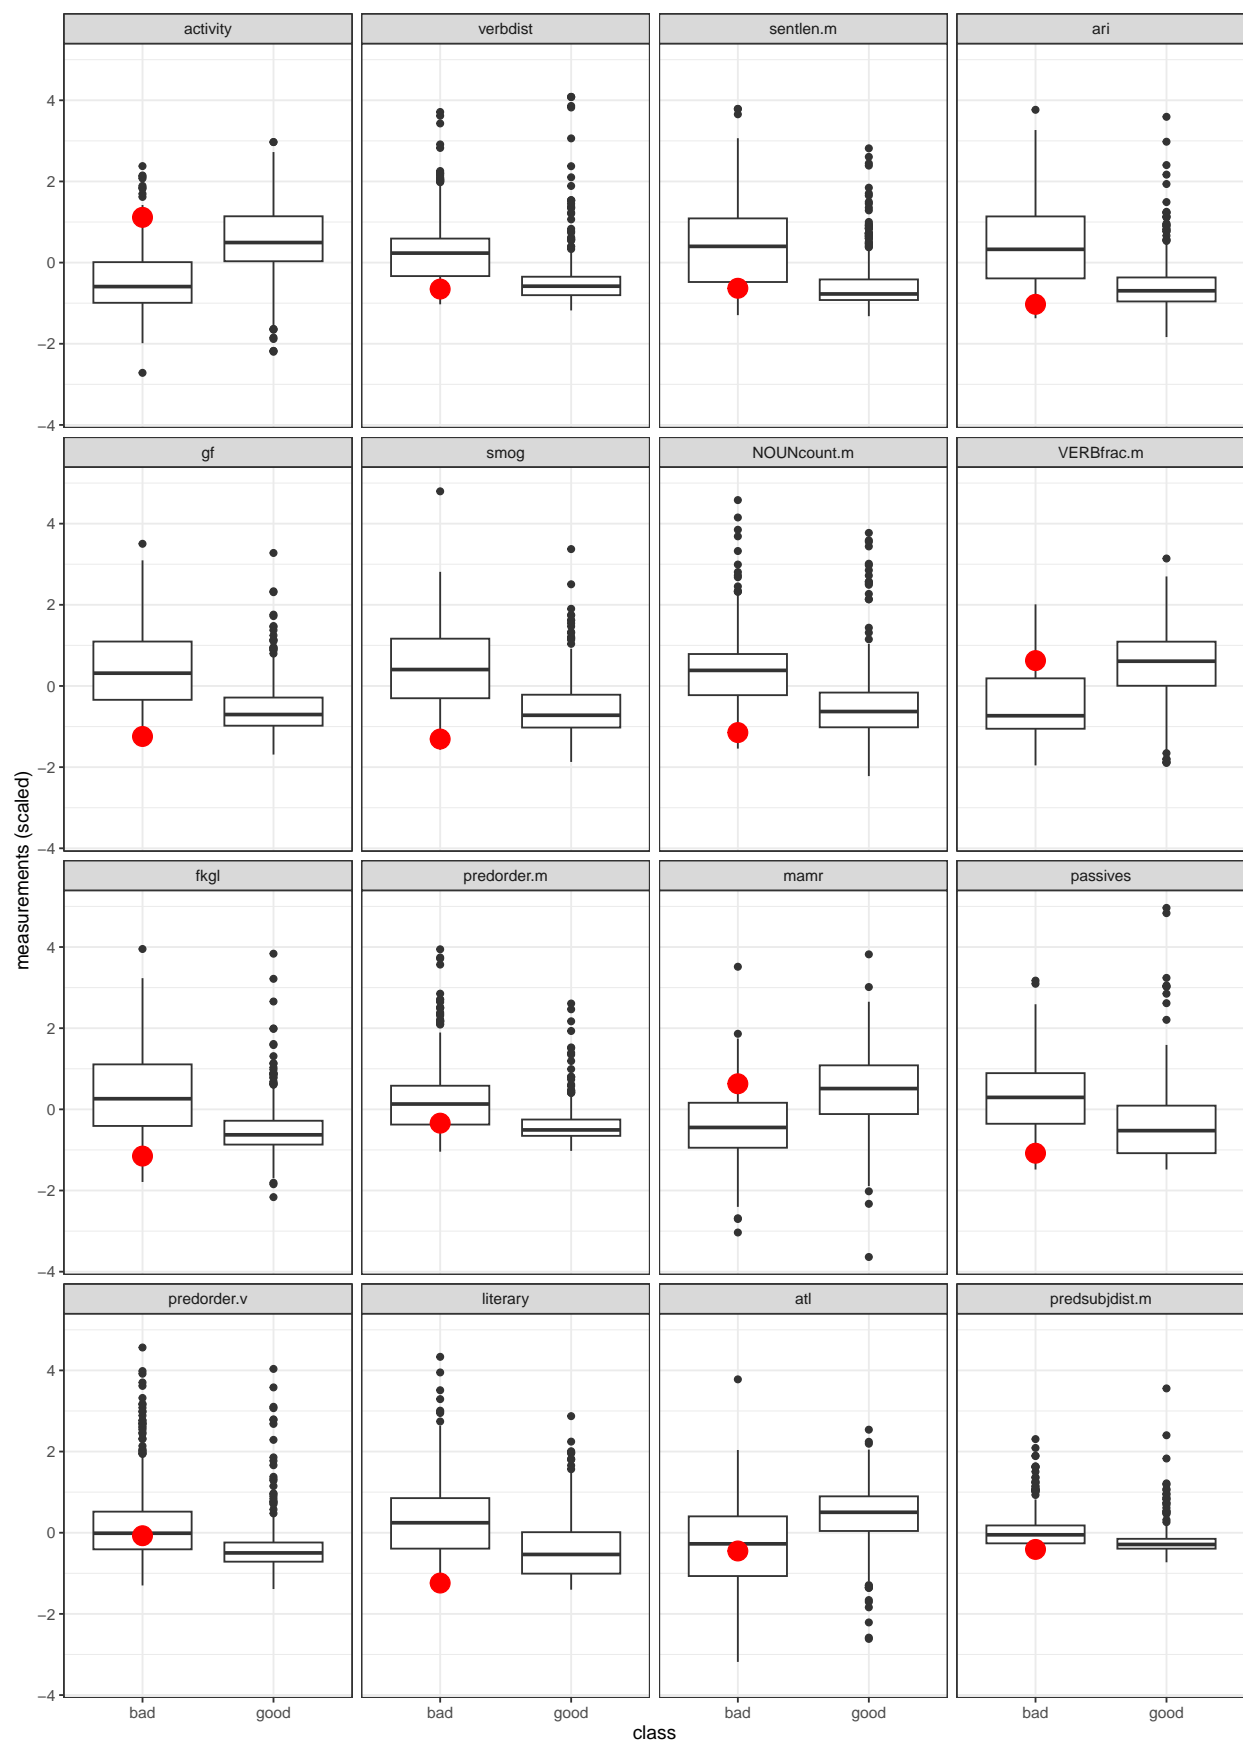 activity verbdist sentlen.m ari
4
2
0
−2
−4
gf smog NOUNcount.m VERBfrac.m
4
2
0
−2
−4
measurements (scaled)
fkgl predorder.m mamr passives
4
2
0
−2
−4
predorder.v literary atl predsubjdist.m
4
2
0
−2
−4
bad good bad good bad good bad good
class